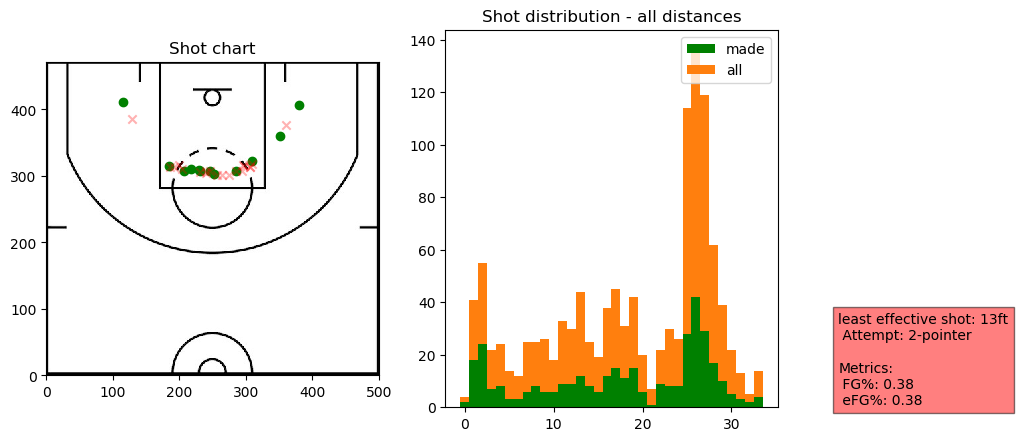 Shot chart
Shot distribution - all distances
made
all
400
300
200
100
0
0 100 200 300 400 500
140
120
100
80
60
40
20
0
0 10 20 30
least effective shot: 13ft
Attempt: 2-pointer
Metrics:
FG%: 0.38
eFG%: 0.38